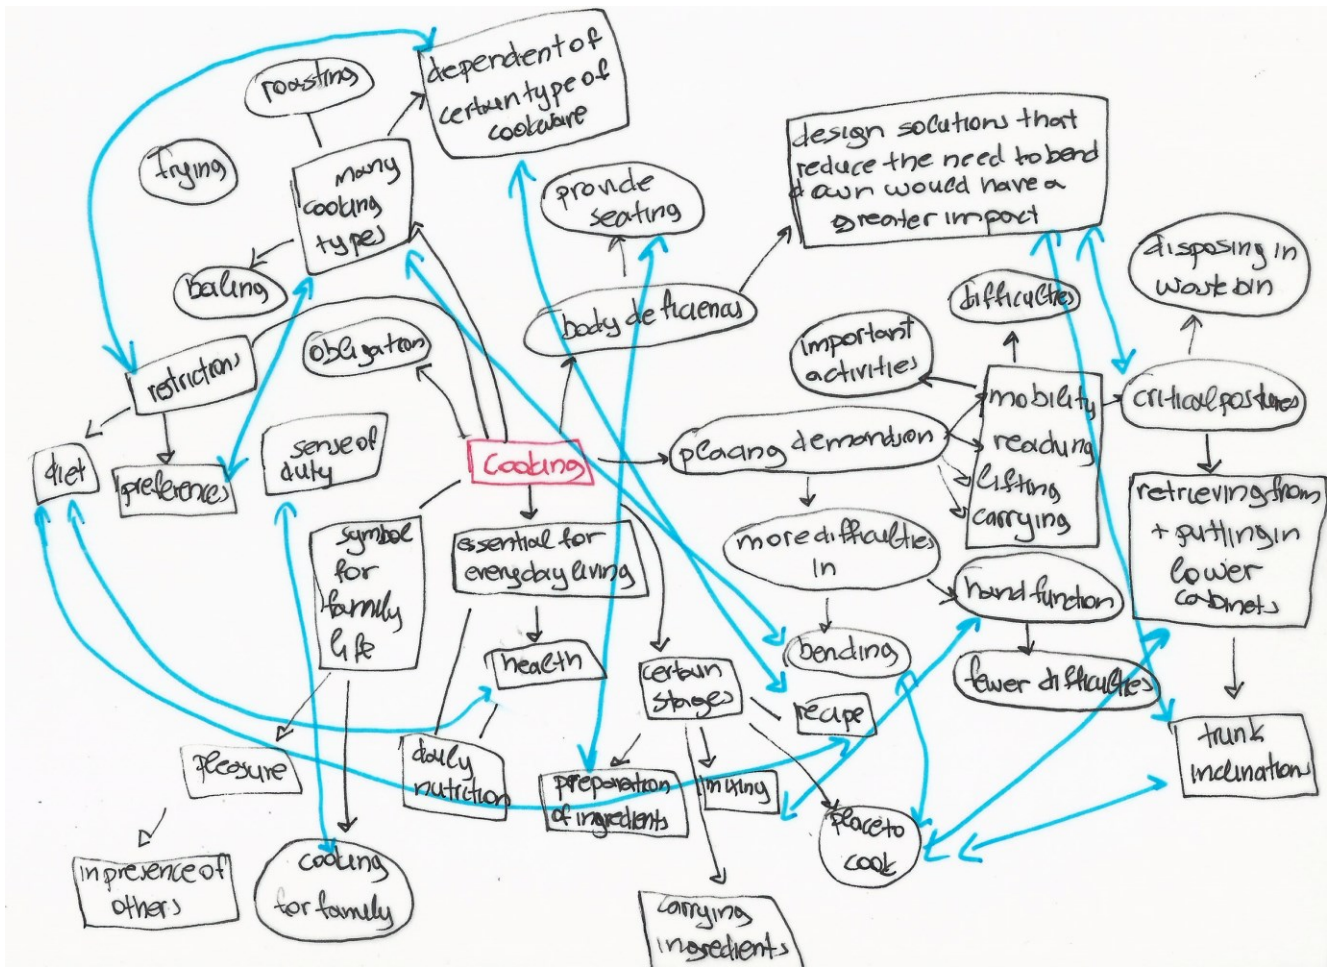 roasting
dependent of
certain type of
cookware
frying
many
cooking
types
provide
seating
design solutions that
reduce the need to bend
down would have a
greater impact
disposing in
waste bin
boiling
obligation
body deficiency
difficulties
important
activities
restrictions
mobility
reaching
lifting
carrying
critical postures
sense of
duty
cooking
placing demand on
diet
preferences
symbol
for
family
life
essential for
everyday living
more difficulties
in
retrieving from
+ putting in
lower
cabinets
hand function
health
certain
stages
bending
fewer difficulties
recipe
trunk
inclination
pleasure
daily
nutrition
preparation
of ingredients
mixing
place to
cook
in presence of
others
cooking
for family
carrying
ingredients